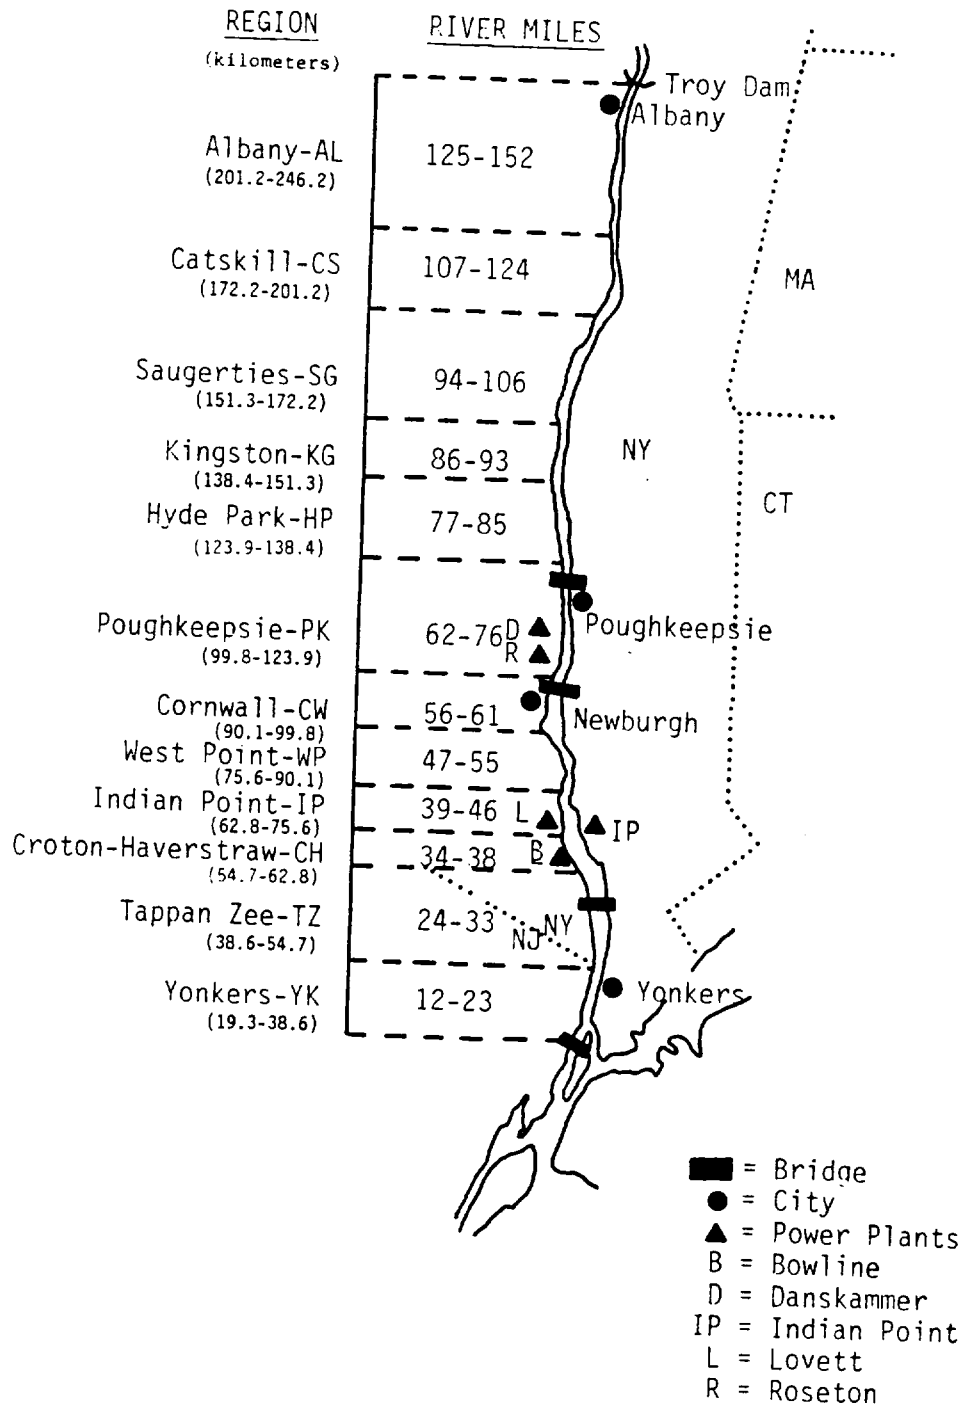 REGION RIVER MILES
(kilometers)
Troy Dam
Albany
Albany-AL 125-152
(201.2-246.2)
Catskill-CS 107-124
(172.2-201.2)
MA
Saugerties-SG 94-106
(151.3-172.2)
NY
Kingston-KG 86-93
(138.4-151.3)
CT
Hyde Park-HP 77-85
(123.9-138.4)
Poughkeepsie-PK 62-76 D Poughkeepsie
(99.8-123.9) R
Cornwall-CW 56-61 Newburgh
(90.1-99.8)
West Point-WP 47-55
(75.6-90.1)
Indian Point-IP 39-46 L IP
(62.8-75.6)
Croton-Haverstraw-CH 34-38 B
(54.7-62.8)
Tappan Zee-TZ 24-33 NJ NY
(38.6-54.7)
Yonkers-YK 12-23 Yonkers
(19.3-38.6)
= Bridge
= City
= Power Plants
B = Bowline
D = Danskammer
IP = Indian Point
L = Lovett
R = Roseton